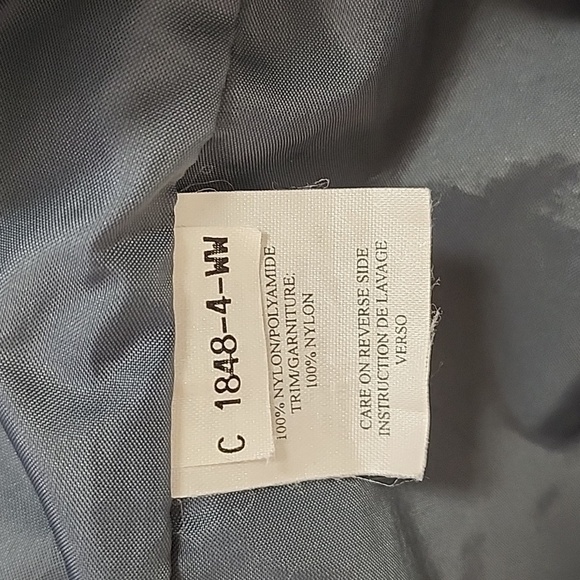 C 1848-4-WW
100% NYLON/POLYAMIDE
TRIM/GARNITURE:
100% NYLON
CARE ON REVERSE SIDE
INSTRUCTION DE LAVAGE
VERSO